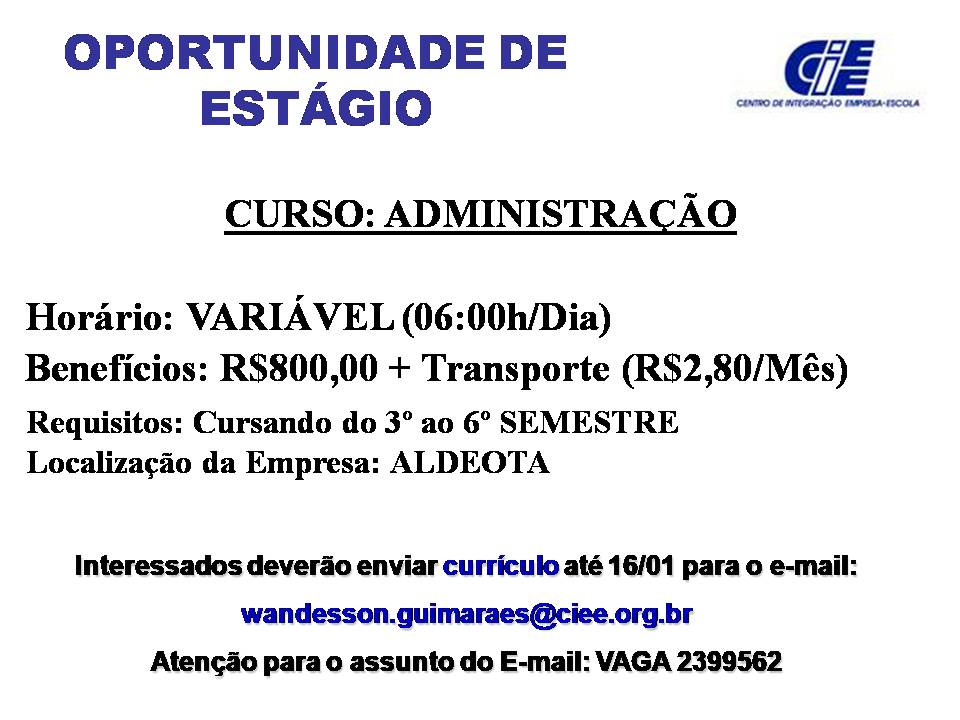 OPORTUNIDADE DE
ESTÁGIO
CIEE
CENTRO DE INTEGRAÇÃO EMPRESA-ESCOLA
CURSO: ADMINISTRAÇÃO
Horário: VARIÁVEL (06:00h/Dia)
Benefícios: R$800,00 + Transporte (R$2,80/Mês)
Requisitos: Cursando do 3º ao 6º SEMESTRE
Localização da Empresa: ALDEOTA
Interessados deverão enviar currículo até 16/01 para o e-mail:
wandesson.guimaraes@ciee.org.br
Atenção para o assunto do E-mail: VAGA 2399562